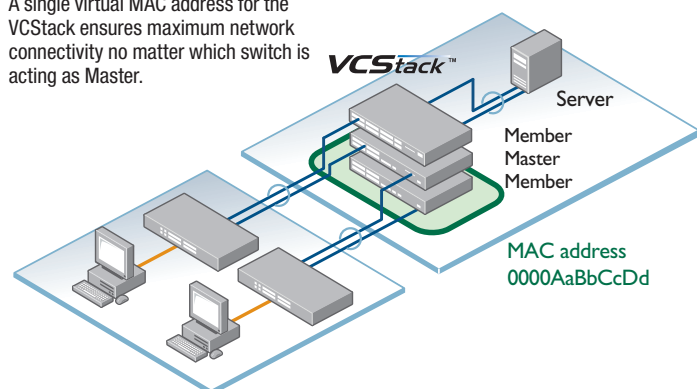 A single virtual MAC address for the
VCStack ensures maximum network
connectivity no matter which switch is
acting as Master.
VCStack™
Server
Member
Master
Member
MAC address
0000AaBbCcDd